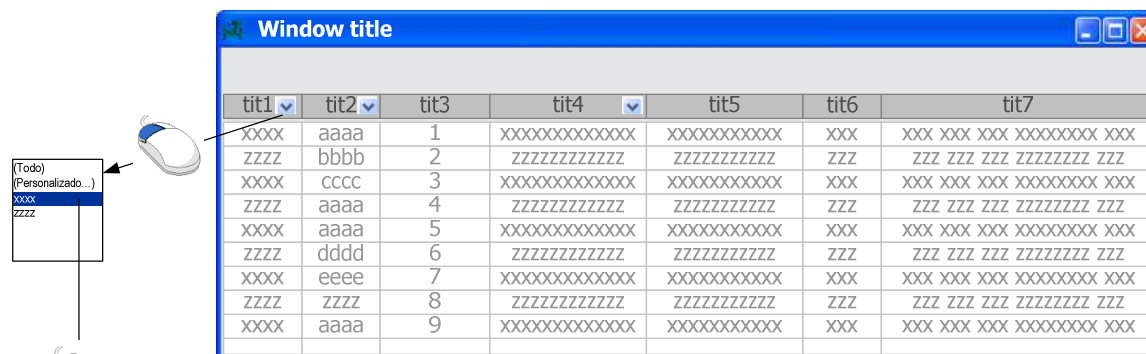 Window title
tit1 tit2 tit3 tit4 tit5 tit6 tit7
xxxx aaaa 1 xxxxxxxxxxxxx xxxxxxxxxxx xxx xxx xxx xxx xxxxxxxx xxx
zzzz bbbb 2 zzzzzzzzzzzz zzzzzzzzzzz zzz zzz zzz zzz zzzzzzzz zzz
xxxx cccc 3 xxxxxxxxxxxxx xxxxxxxxxxx xxx xxx xxx xxx xxxxxxxx xxx
zzzz aaaa 4 zzzzzzzzzzzz zzzzzzzzzzz zzz zzz zzz zzz zzzzzzzz zzz
xxxx aaaa 5 xxxxxxxxxxxxx xxxxxxxxxxx xxx xxx xxx xxx xxxxxxxx xxx
zzzz dddd 6 zzzzzzzzzzzz zzzzzzzzzzz zzz zzz zzz zzz zzzzzzzz zzz
xxxx eeee 7 xxxxxxxxxxxxx xxxxxxxxxxx xxx xxx xxx xxx xxxxxxxx xxx
zzzz zzzz 8 zzzzzzzzzzzz zzzzzzzzzzz zzz zzz zzz zzz zzzzzzzz zzz
xxxx aaaa 9 xxxxxxxxxxxxx xxxxxxxxxxx xxx xxx xxx xxx xxxxxxxx xxx
(Todo)
(Personalizado...)
xxxx
zzzz